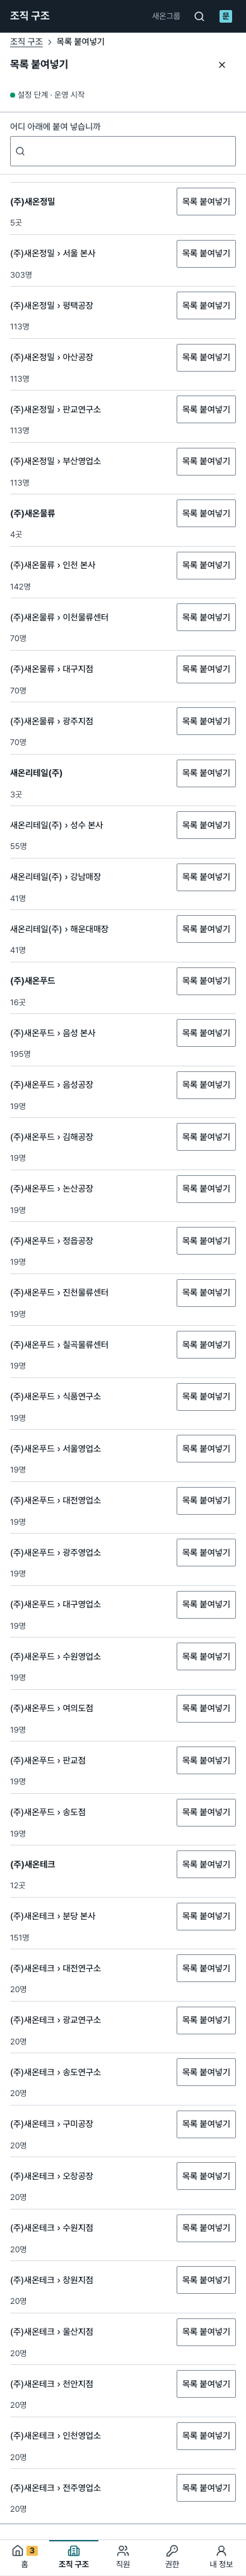 조직 구조 새온그룹 문
조직 구조 › 목록 붙여넣기
목록 붙여넣기
설정 단계 · 운영 시작
어디 아래에 붙여 넣습니까
(주)새온정밀 목록 붙여넣기
5곳
(주)새온정밀 › 서울 본사 목록 붙여넣기
303명
(주)새온정밀 › 평택공장 목록 붙여넣기
113명
(주)새온정밀 › 아산공장 목록 붙여넣기
113명
(주)새온정밀 › 판교연구소 목록 붙여넣기
113명
(주)새온정밀 › 부산영업소 목록 붙여넣기
113명
(주)새온물류 목록 붙여넣기
4곳
(주)새온물류 › 인천 본사 목록 붙여넣기
142명
(주)새온물류 › 이천물류센터 목록 붙여넣기
70명
(주)새온물류 › 대구지점 목록 붙여넣기
70명
(주)새온물류 › 광주지점 목록 붙여넣기
70명
새온리테일(주) 목록 붙여넣기
3곳
새온리테일(주) › 성수 본사 목록 붙여넣기
55명
새온리테일(주) › 강남매장 목록 붙여넣기
41명
새온리테일(주) › 해운대매장 목록 붙여넣기
41명
(주)새온푸드 목록 붙여넣기
16곳
(주)새온푸드 › 음성 본사 목록 붙여넣기
195명
(주)새온푸드 › 음성공장 목록 붙여넣기
19명
(주)새온푸드 › 김해공장 목록 붙여넣기
19명
(주)새온푸드 › 논산공장 목록 붙여넣기
19명
(주)새온푸드 › 정읍공장 목록 붙여넣기
19명
(주)새온푸드 › 진천물류센터 목록 붙여넣기
19명
(주)새온푸드 › 칠곡물류센터 목록 붙여넣기
19명
(주)새온푸드 › 식품연구소 목록 붙여넣기
19명
(주)새온푸드 › 서울영업소 목록 붙여넣기
19명
(주)새온푸드 › 대전영업소 목록 붙여넣기
19명
(주)새온푸드 › 광주영업소 목록 붙여넣기
19명
(주)새온푸드 › 대구영업소 목록 붙여넣기
19명
(주)새온푸드 › 수원영업소 목록 붙여넣기
19명
(주)새온푸드 › 여의도점 목록 붙여넣기
19명
(주)새온푸드 › 판교점 목록 붙여넣기
19명
(주)새온푸드 › 송도점 목록 붙여넣기
19명
(주)새온테크 목록 붙여넣기
12곳
(주)새온테크 › 분당 본사 목록 붙여넣기
151명
(주)새온테크 › 대전연구소 목록 붙여넣기
20명
(주)새온테크 › 광교연구소 목록 붙여넣기
20명
(주)새온테크 › 송도연구소 목록 붙여넣기
20명
(주)새온테크 › 구미공장 목록 붙여넣기
20명
(주)새온테크 › 오창공장 목록 붙여넣기
20명
(주)새온테크 › 수원지점 목록 붙여넣기
20명
(주)새온테크 › 창원지점 목록 붙여넣기
20명
(주)새온테크 › 울산지점 목록 붙여넣기
20명
(주)새온테크 › 천안지점 목록 붙여넣기
20명
(주)새온테크 › 인천영업소 목록 붙여넣기
20명
(주)새온테크 › 전주영업소 목록 붙여넣기
20명
3
홈 조직 구조 직원 권한 내 정보